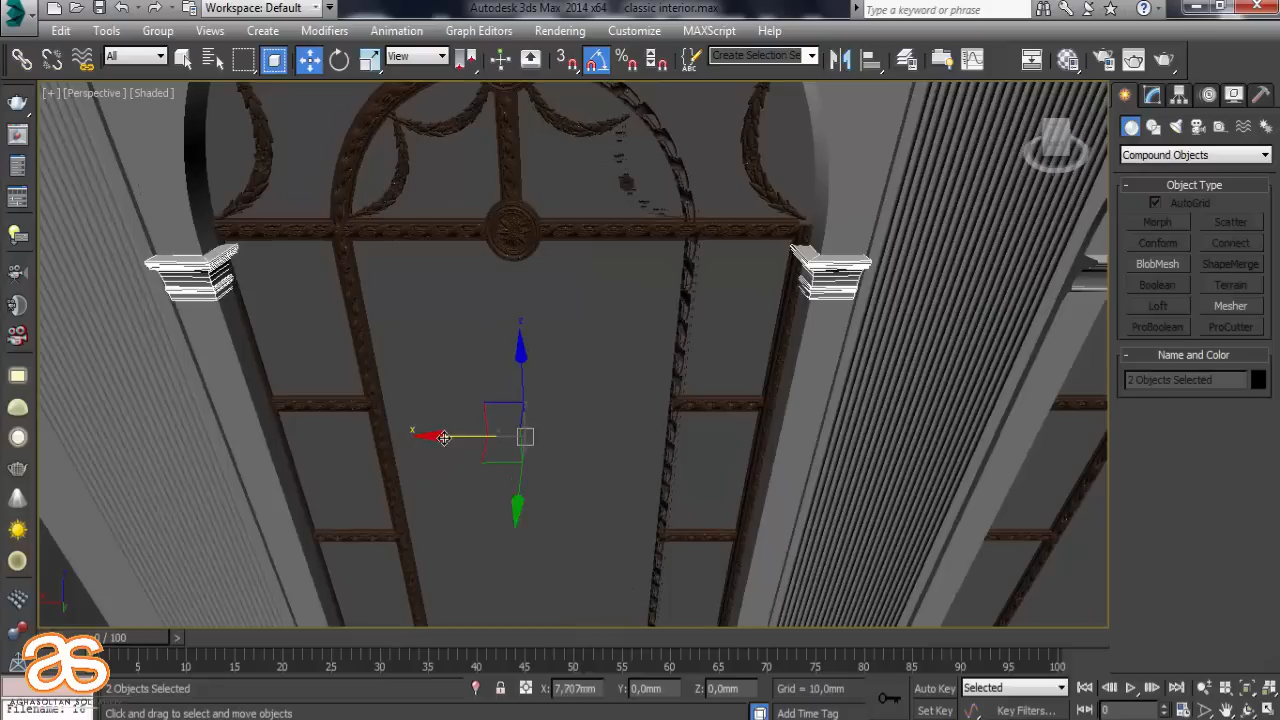 Workspace: Default
Autodesk 3ds Max 2014 x64 classic interior.max
Type a keyword or phrase
Edit Tools Group Views Create Modifiers Animation Graph Editors Rendering Customize MAXScript Help
All View 3 Create Selection Se
[+] [Perspective] [Shaded]
Compound Objects
- Object Type
AutoGrid
Morph Scatter
Conform Connect
BlobMesh ShapeMerge
Boolean Terrain
Loft Mesher
ProBoolean ProCutter
- Name and Color
2 Objects Selected
z
x
0 / 100 >
5 10 15 20 25 30 35 40 45 50 55 60 65 70 75 80 85 90 95 100
as
AGHASOLTAN SOL
2 Objects Selected X: 7,707mm Y: 0,0mm Z: 0,0mm Grid = 10,0mm Auto Key Selected
Click and drag to select and move objects Add Time Tag Set Key Key Filters... 0